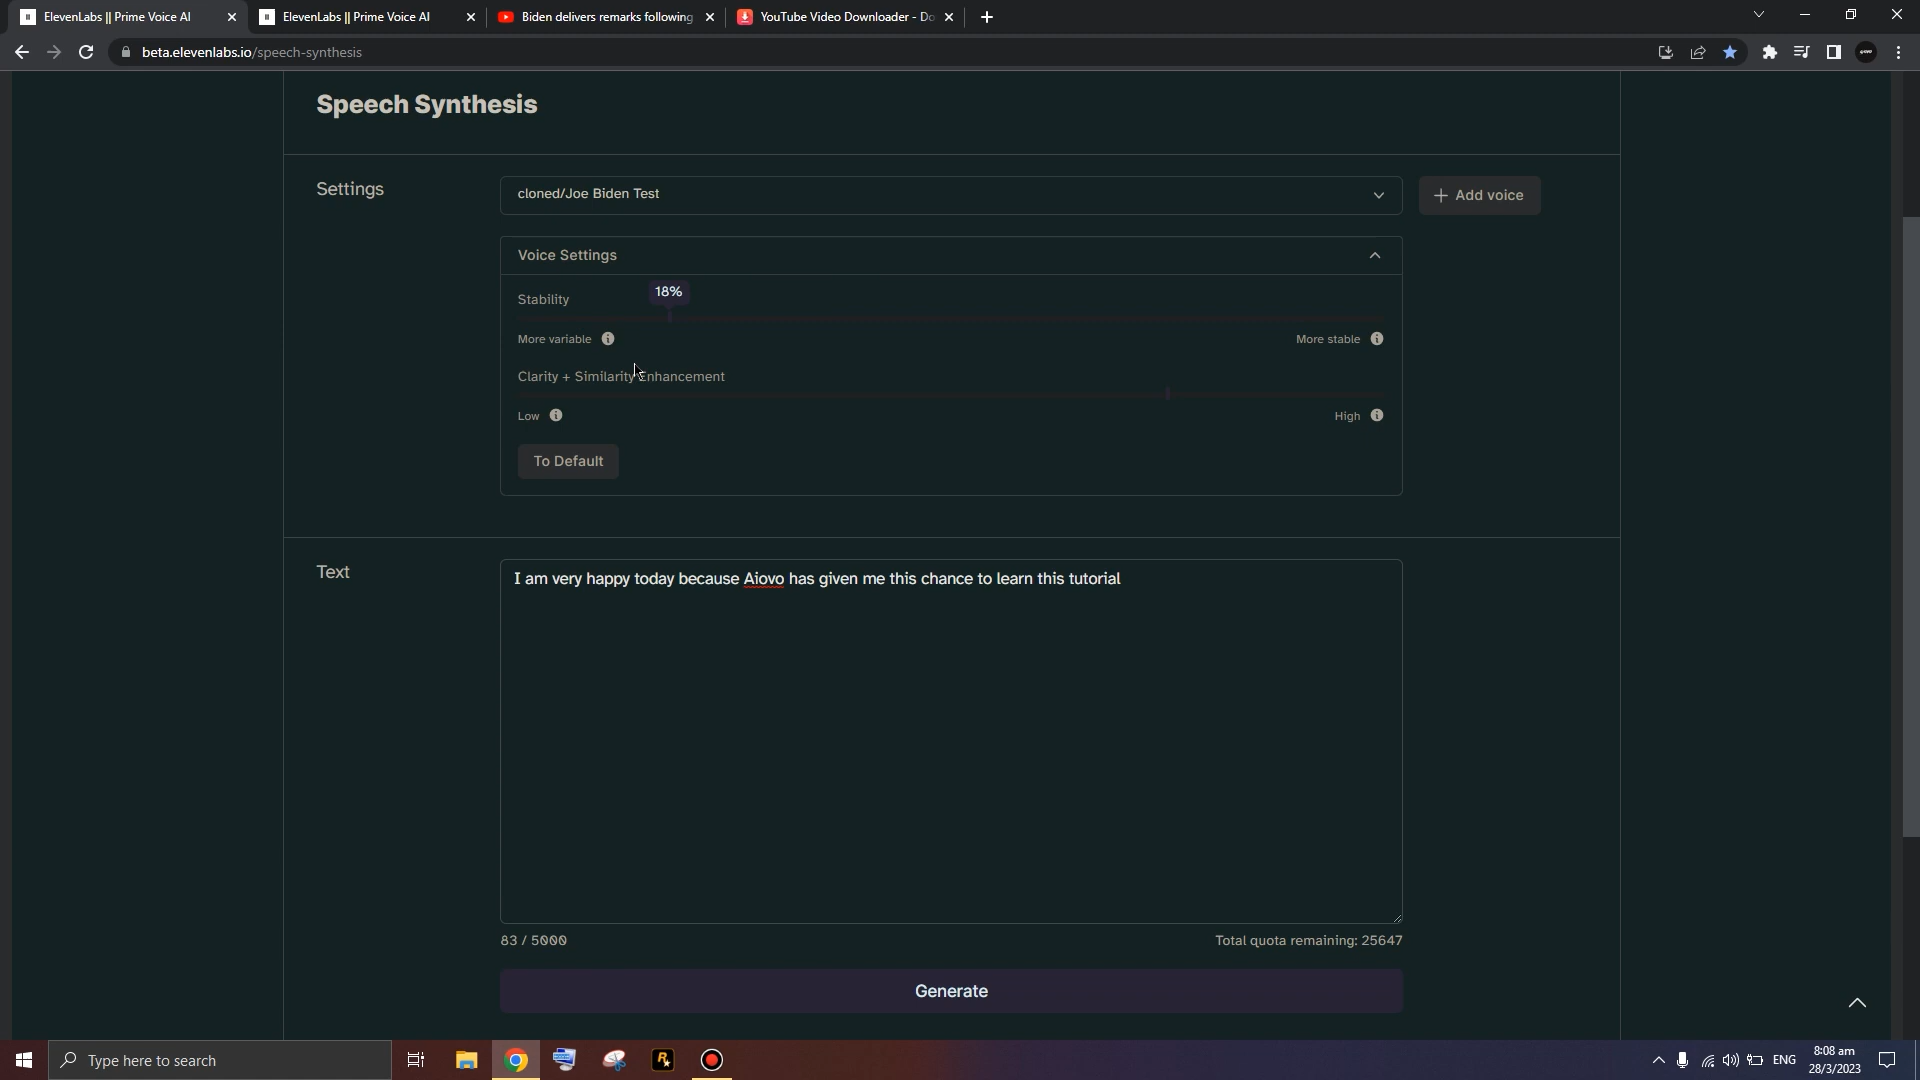 ElevenLabs || Prime Voice AI
ElevenLabs || Prime Voice AI
Biden delivers remarks following
YouTube Video Downloader - Do
beta.elevenlabs.io/speech-synthesis
Speech Synthesis
Settings
cloned/Joe Biden Test
+ Add voice
Voice Settings
Stability
18%
More variable
More stable
Clarity + Similarity Enhancement
Low
High
To Default
Text
I am very happy today because Aiovo has given me this chance to learn this tutorial
83 / 5000
Total quota remaining: 25647
Generate
Type here to search
ENG
8:08 am
28/3/2023